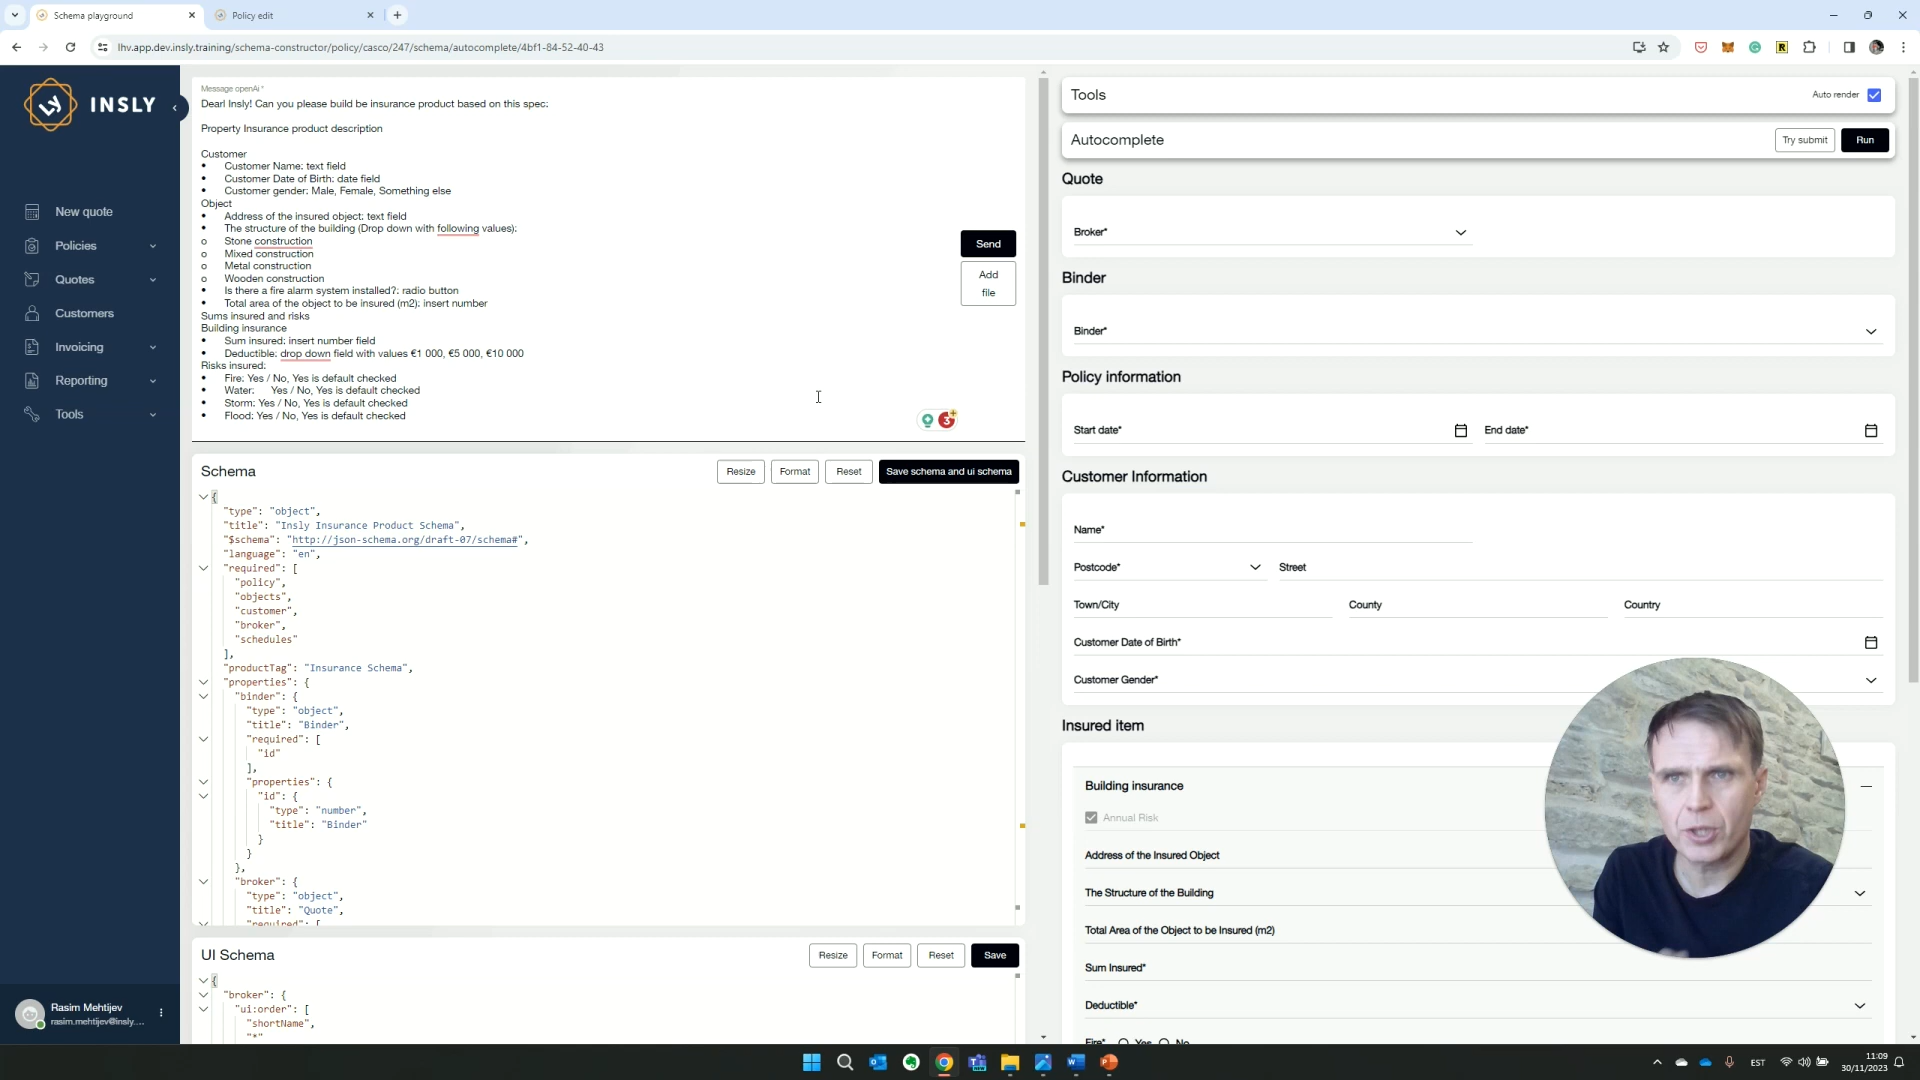 Schema playground
Policy edit
lhv.app.dev.insly.training/schema-constructor/policy/casco/247/schema/autocomplete/4bf1-84-52-40-43
INSLY
New quote
Policies
Quotes
Customers
Invoicing
Reporting
Tools
Rasim Mehtijev
rasim.mehtijev@insly....
Message openAi *
Dearl Insly! Can you please build be insurance product based on this spec:
Property Insurance product description
Customer
• Customer Name: text field
• Customer Date of Birth: date field
• Customer gender: Male, Female, Something else
Object
• Address of the insured object: text field
• The structure of the building (Drop down with following values):
o Stone construction
o Mixed construction
o Metal construction
o Wooden construction
• Is there a fire alarm system installed?: radio button
• Total area of the object to be insured (m2): insert number
Sums insured and risks
Building insurance
• Sum insured: insert number field
• Deductible: drop down field with values €1 000, €5 000, €10 000
Risks insured:
• Fire: Yes / No, Yes is default checked
• Water: Yes / No, Yes is default checked
• Storm: Yes / No, Yes is default checked
• Flood: Yes / No, Yes is default checked
Send
Add
file
3
Schema
Resize
Format
Reset
Save schema and ui schema
{
"type": "object",
"title": "Insly Insurance Product Schema",
"$schema": "http://json-schema.org/draft-07/schema#",
"language": "en",
"required": [
"policy",
"objects",
"customer",
"broker",
"schedules"
],
"productTag": "Insurance Schema",
"properties": {
"binder": {
"type": "object",
"title": "Binder",
"required": [
"id"
],
"properties": {
"id": {
"type": "number",
"title": "Binder"
}
}
},
"broker": {
"type": "object",
"title": "Quote",
"required": [
UI Schema
Resize
Format
Reset
Save
{
"broker": {
"ui:order": [
"shortName",
"*"
Tools
Auto render
Autocomplete
Try submit
Run
Quote
Broker*
Binder
Binder*
Policy information
Start date*
End date*
Customer Information
Name*
Postcode*
Street
Town/City
County
Country
Customer Date of Birth*
Customer Gender*
Insured item
Building insurance
Annual Risk
Address of the Insured Object
The Structure of the Building
Total Area of the Object to be Insured (m2)
Sum Insured*
Deductible*
Fire* Yes No
EST
11:09
30/11/2023